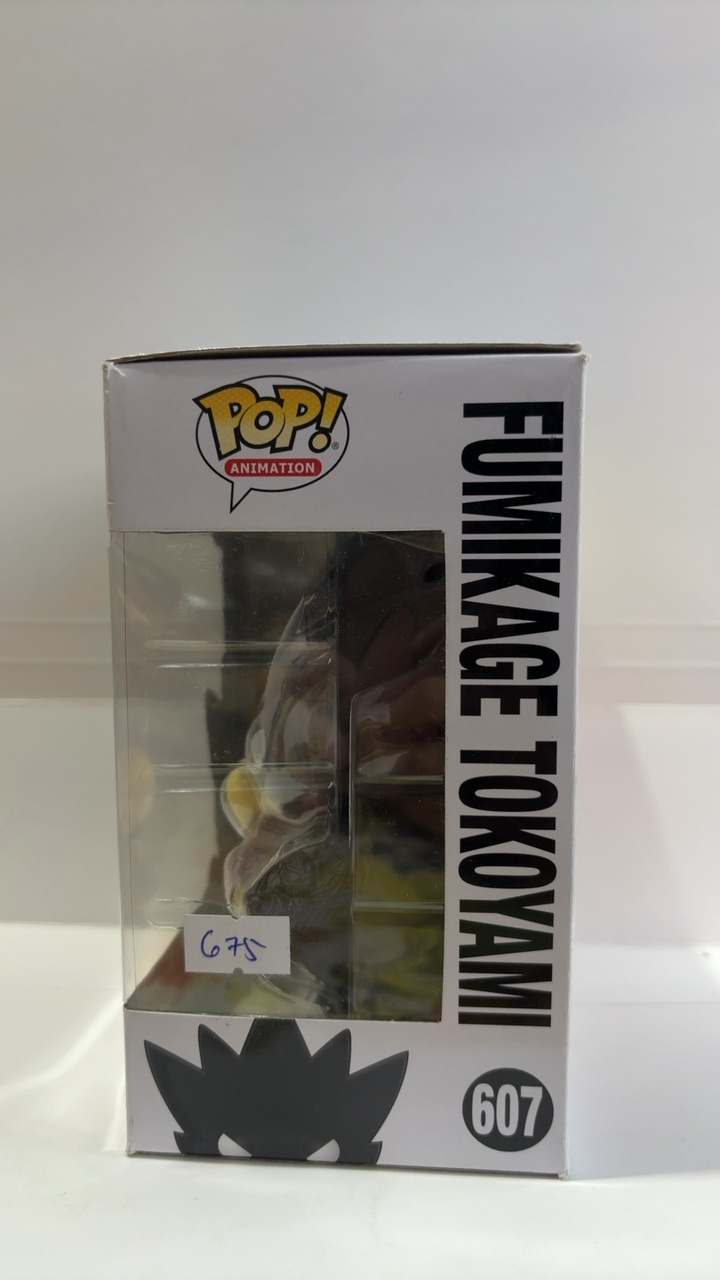 POP!
®
ANIMATION
FUMIKAGE TOKOYAMI
675
607